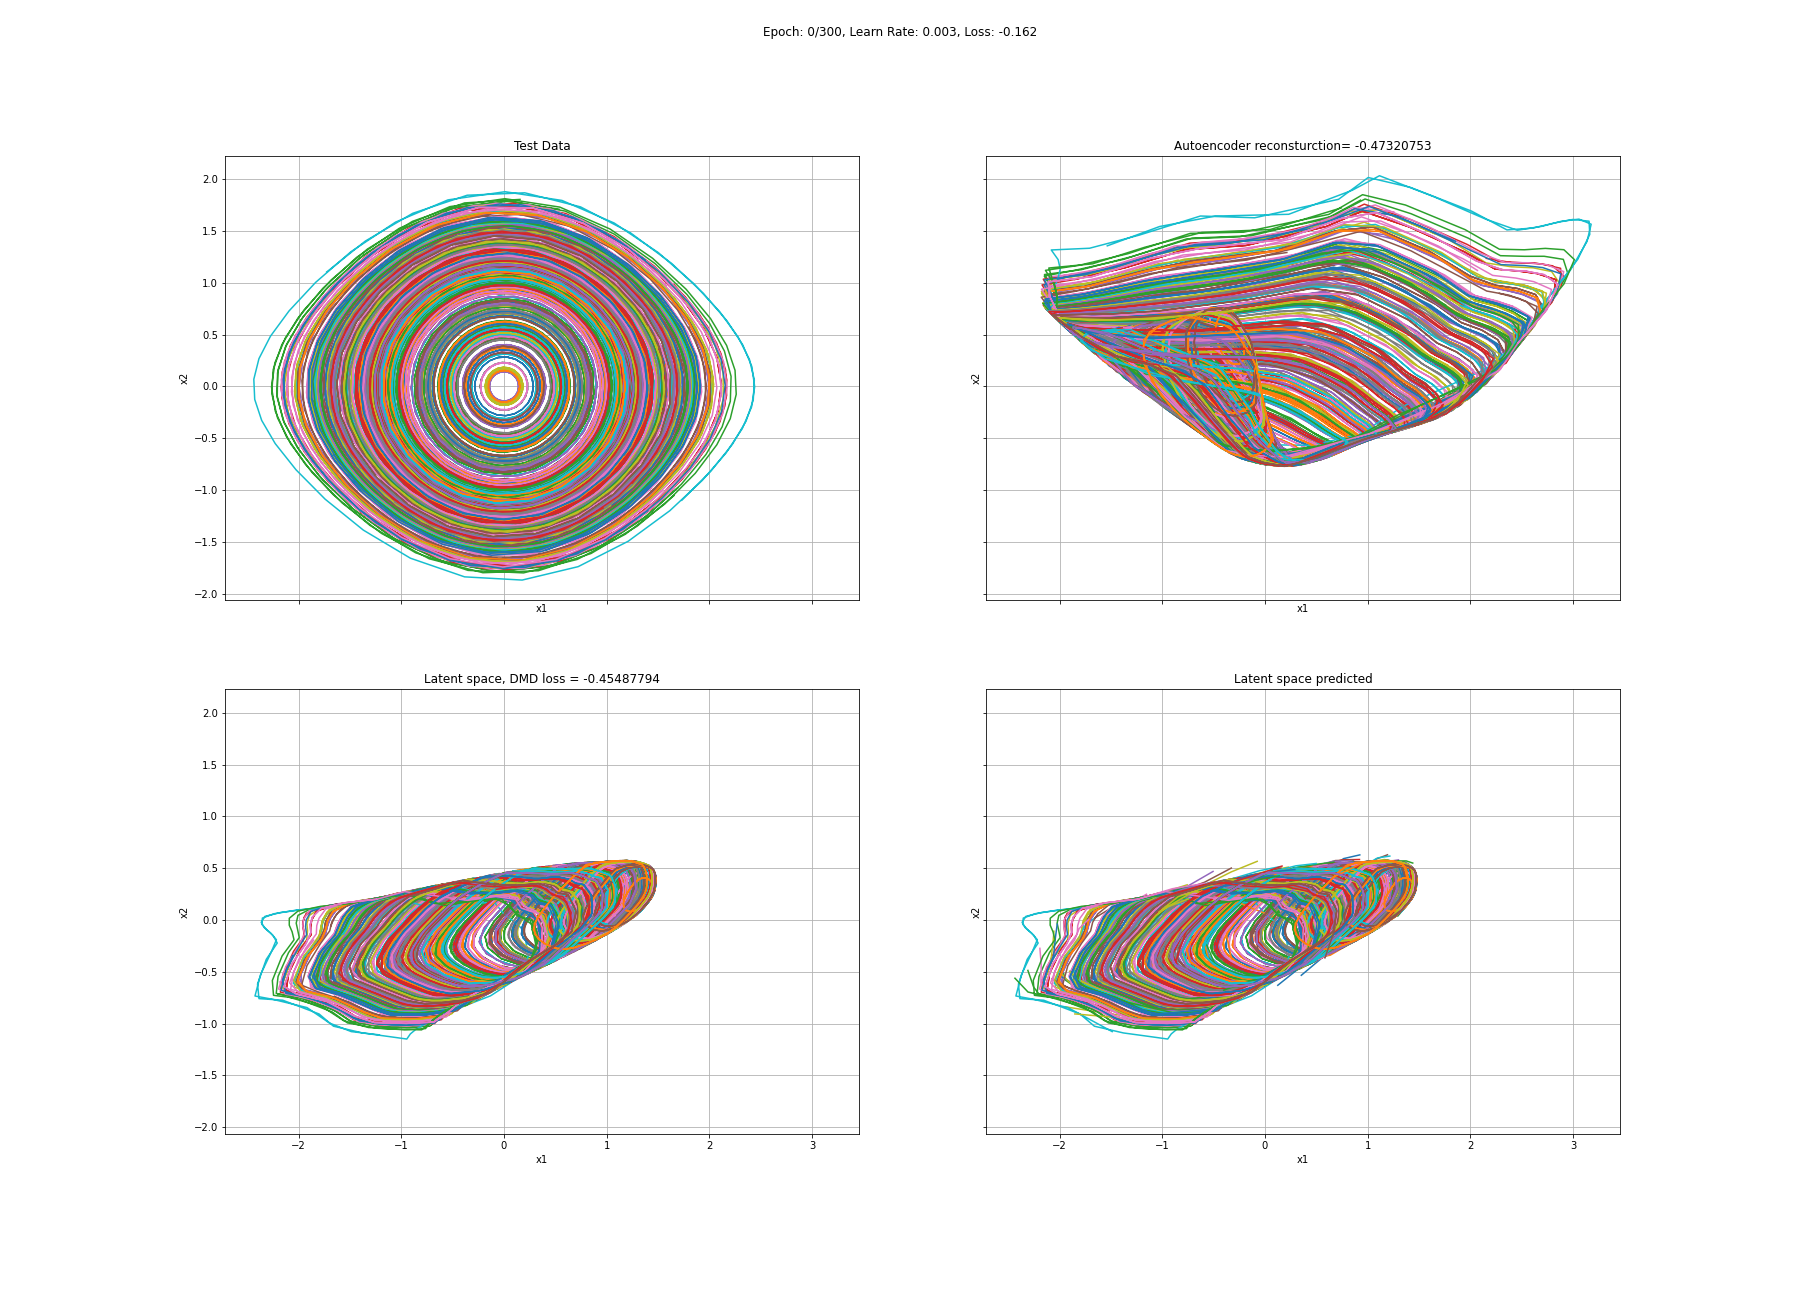 Epoch: 0/300, Learn Rate: 0.003, Loss: -0.162
Test Data
2.0
1.5
1.0
0.5
0.0
−0.5
−1.0
−1.5
−2.0
x2
x1
Autoencoder reconsturction= -0.47320753
x2
x1
Latent space, DMD loss = -0.45487794
2.0
1.5
1.0
0.5
0.0
−0.5
−1.0
−1.5
−2.0
x2
−2 −1 0 1 2 3
x1
Latent space predicted
x2
−2 −1 0 1 2 3
x1